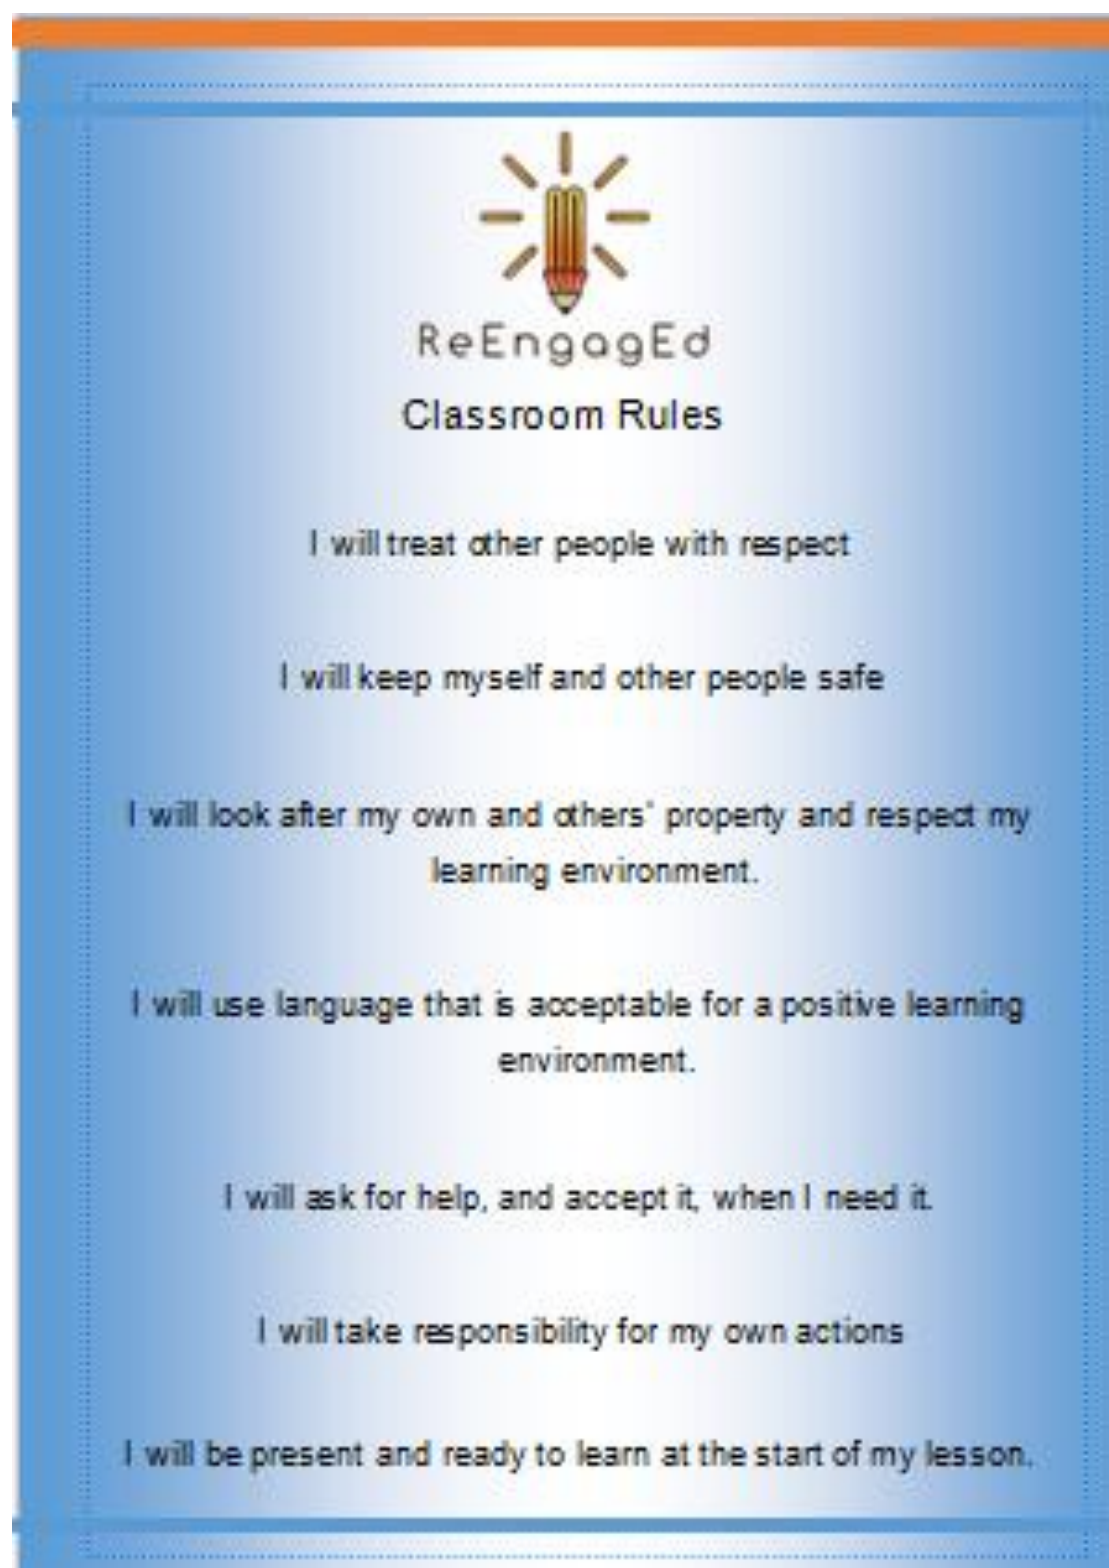 ReEngagEd
Classroom Rules
I will treat other people with respect
I will keep myself and other people safe
I will look after my own and others' property and respect my
learning environment.
I will use language that is acceptable for a positive learning
environment.
I will ask for help, and accept it, when I need it.
I will take responsibility for my own actions
I will be present and ready to learn at the start of my lesson.